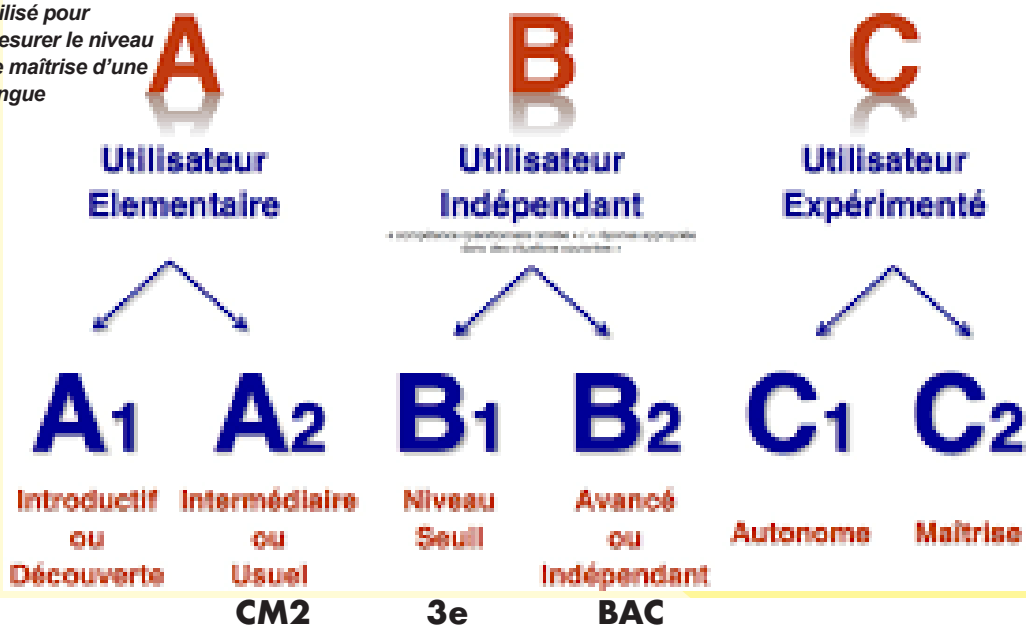 ilisé pour
esurer le niveau
e maîtrise d'une
ngue
A B C
Utilisateur Utilisateur Utilisateur
Elementaire Indépendant Expérimenté
A1 A2 B1 B2 C1 C2
Introductif Intermédiaire Niveau Avancé
ou ou Seuil ou Autonome Maîtrise
Découverte Usuel Indépendant
CM2 3e BAC